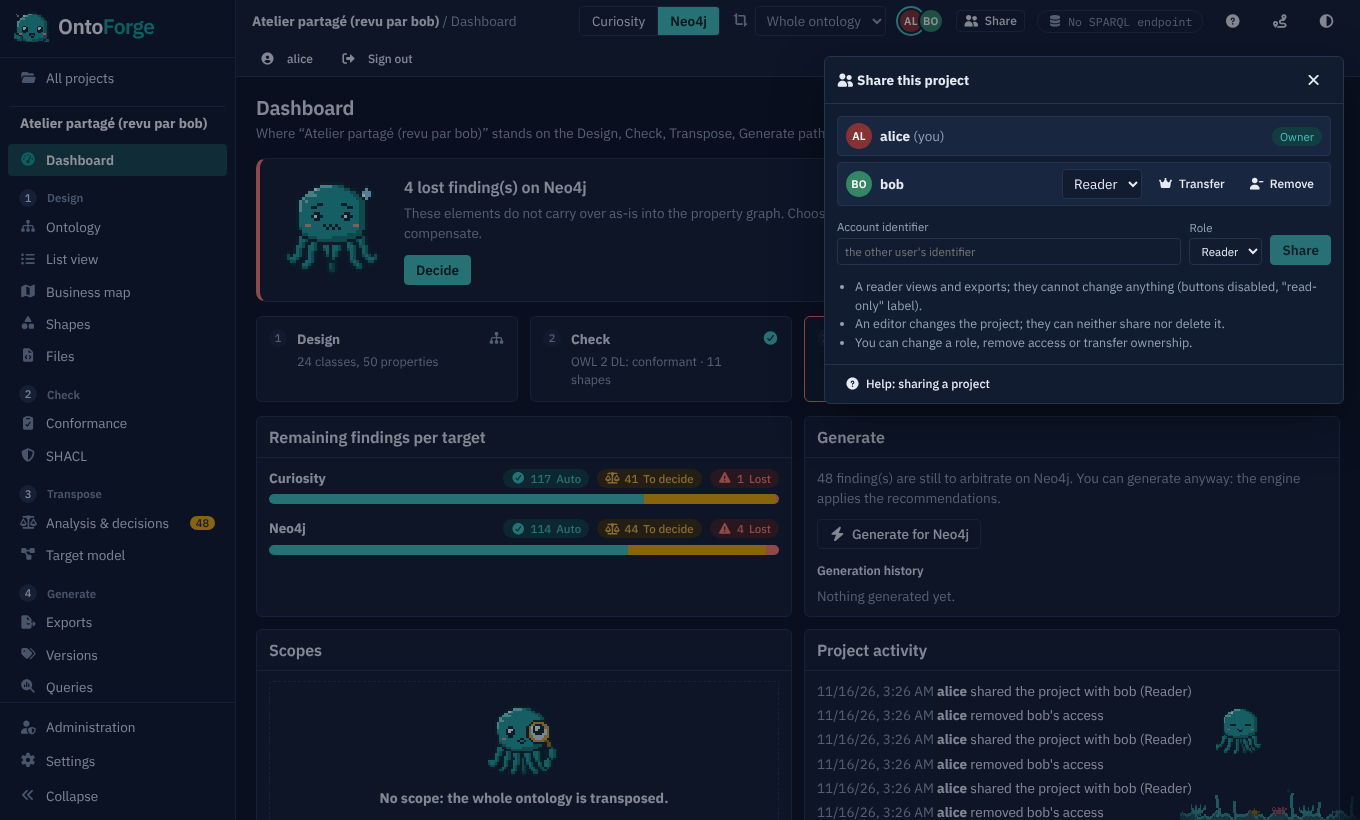 OntoForge
Atelier partagé (revu par bob) / Dashboard
Curiosity
Neo4j
Whole ontology
AL
BO
Share
No SPARQL endpoint
alice
Sign out
All projects
Atelier partagé (revu par bob)
Dashboard
1 Design
Ontology
List view
Business map
Shapes
Files
2 Check
Conformance
SHACL
3 Transpose
Analysis & decisions 48
Target model
4 Generate
Exports
Versions
Queries
Administration
Settings
Collapse
Dashboard
Where “Atelier partagé (revu par bob)” stands on the Design, Check, Transpose, Generate path
4 lost finding(s) on Neo4j
These elements do not carry over as-is into the property graph. Choos
compensate.
Decide
1 Design
24 classes, 50 properties
2 Check
OWL 2 DL: conformant · 11
shapes
Remaining findings per target
Curiosity 117 Auto 41 To decide 1 Lost
Neo4j 114 Auto 44 To decide 4 Lost
Generate
48 finding(s) are still to arbitrate on Neo4j. You can generate anyway: the engine
applies the recommendations.
Generate for Neo4j
Generation history
Nothing generated yet.
Scopes
No scope: the whole ontology is transposed.
Project activity
11/16/26, 3:26 AM alice shared the project with bob (Reader)
11/16/26, 3:26 AM alice removed bob's access
11/16/26, 3:26 AM alice shared the project with bob (Reader)
11/16/26, 3:26 AM alice removed bob's access
11/16/26, 3:26 AM alice shared the project with bob (Reader)
11/16/26, 3:26 AM alice removed bob's access
Share this project
AL alice (you) Owner
BO bob Reader Transfer Remove
Account identifier
Role
the other user's identifier
Reader
Share
• A reader views and exports; they cannot change anything (buttons disabled, "read-
only" label).
• An editor changes the project; they can neither share nor delete it.
• You can change a role, remove access or transfer ownership.
Help: sharing a project